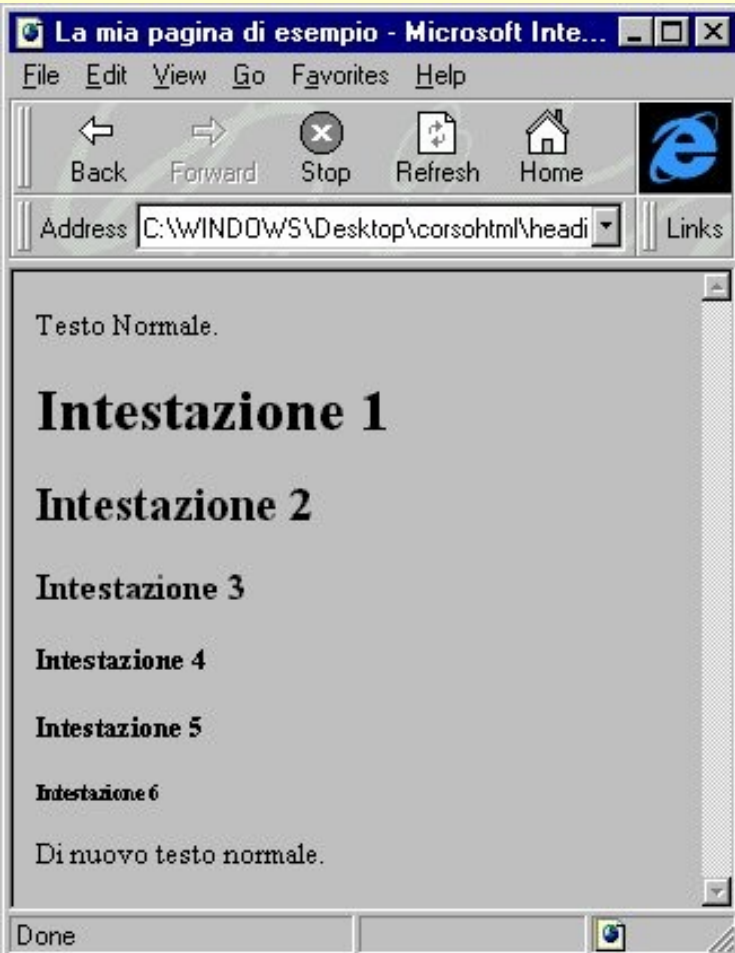 La mia pagina di esempio - Microsoft Inte...
File Edit View Go Favorites Help
Back Forward Stop Refresh Home
Address C:\WINDOWS\Desktop\corsohtml\headi Links
Testo Normale.
Intestazione 1
Intestazione 2
Intestazione 3
Intestazione 4
Intestazione 5
Intestazione 6
Di nuovo testo normale.
Done